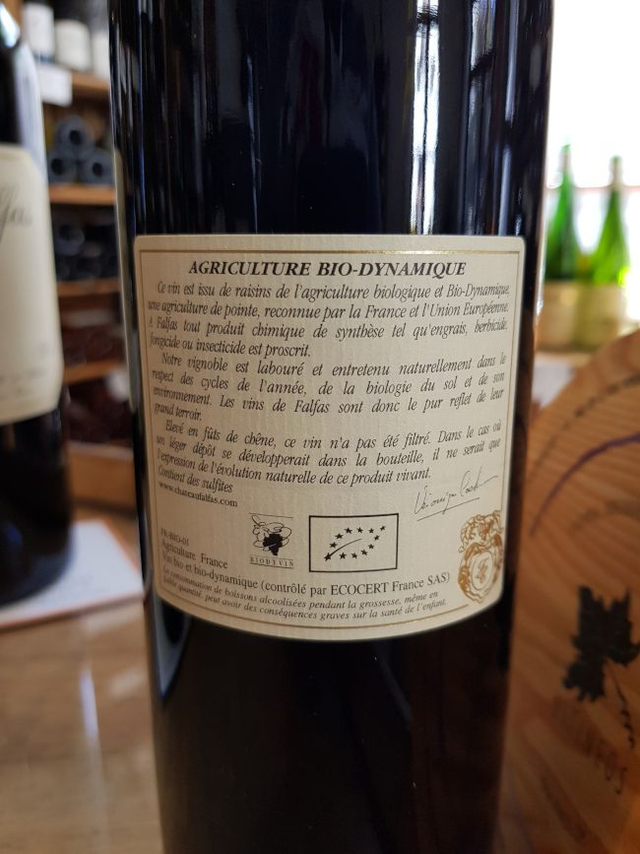 AGRICULTURE BIO-DYNAMIQUE
Ce vin est issu de raisins de l'agriculture biologique et Bio-Dynamique,
une agriculture de pointe, reconnue par la France et l'Union Européenne.
A Falfas tout produit chimique de synthèse tel qu'engrais, herbicide,
fongicide ou insecticide est proscrit.
Notre vignoble est labouré et entretenu naturellement dans le
respect des cycles de l'année, de la biologie du sol et de son
environnement. Les vins de Falfas sont donc le pur reflet de leur
grand terroir.
Elevé en fûts de chêne, ce vin n'a pas été filtré. Dans le cas où
un léger dépôt se développerait dans la bouteille, il ne serait que
l'expression de l'évolution naturelle de ce produit vivant.
Contient des sulfites
www.chateaufalfas.com
FR-BIO-01
Agriculture France
BIODYVIN
Vin bio et bio-dynamique (contrôlé par ECOCERT France SAS)
La consommation de boissons alcoolisées pendant la grossesse, même en
faible quantité, peut avoir des conséquences graves sur la santé de l'enfant.